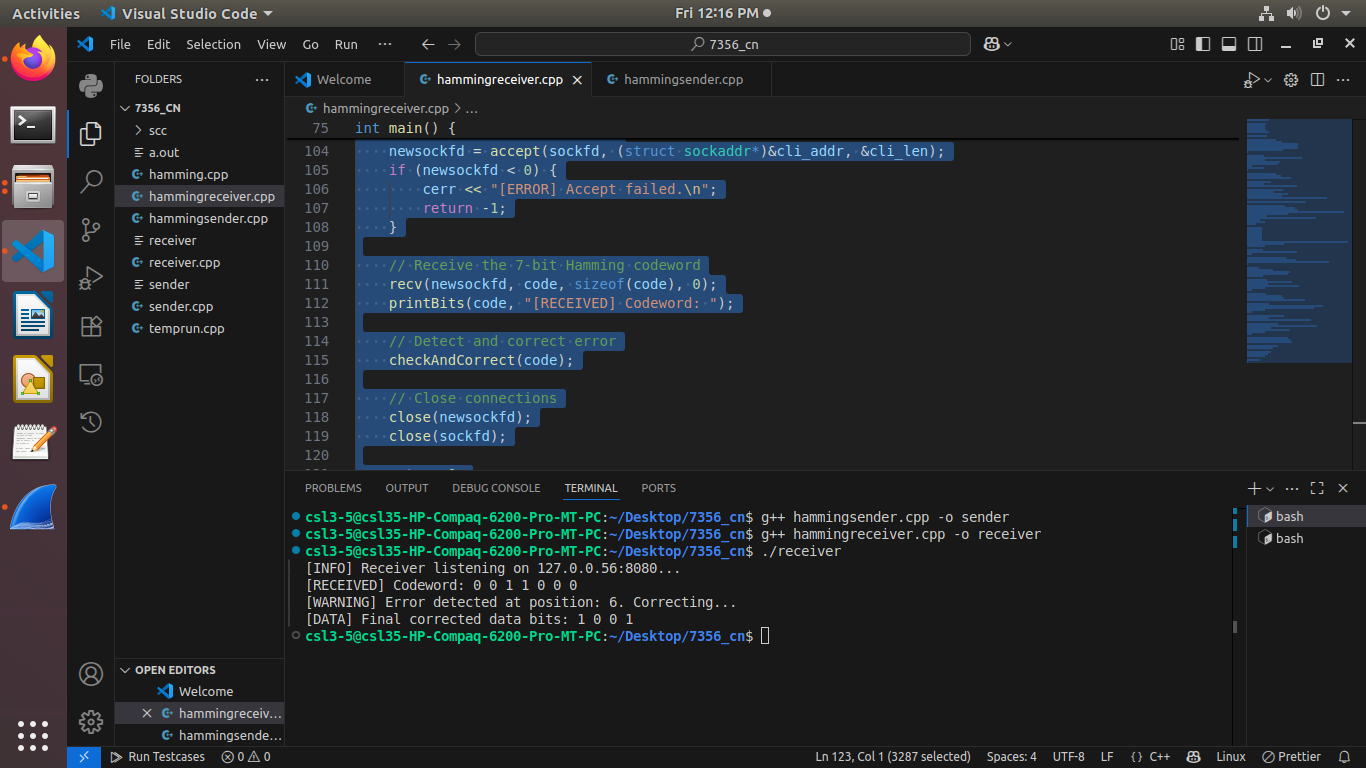 Activities
Visual Studio Code
Fri 12:16 PM
File Edit Selection View Go Run ···
7356_cn
FOLDERS
7356_CN
scc
a.out
hamming.cpp
hammingreceiver.cpp
hammingsender.cpp
receiver
receiver.cpp
sender
sender.cpp
temprun.cpp
OPEN EDITORS
Welcome
hammingreceiv...
hammingsende...
Welcome
hammingreceiver.cpp
hammingsender.cpp
hammingreceiver.cpp > ...
75 int main() {
104 newsockfd = accept(sockfd, (struct sockaddr*)&cli_addr, &cli_len);
105 if (newsockfd < 0) {
106 cerr << "[ERROR] Accept failed.\n";
107 return -1;
108 }
109
110 // Receive the 7-bit Hamming codeword
111 recv(newsockfd, code, sizeof(code), 0);
112 printBits(code, "[RECEIVED] Codeword: ");
113
114 // Detect and correct error
115 checkAndCorrect(code);
116
117 // Close connections
118 close(newsockfd);
119 close(sockfd);
120
PROBLEMS OUTPUT DEBUG CONSOLE TERMINAL PORTS
csl3-5@csl35-HP-Compaq-6200-Pro-MT-PC:~/Desktop/7356_cn$ g++ hammingsender.cpp -o sender
csl3-5@csl35-HP-Compaq-6200-Pro-MT-PC:~/Desktop/7356_cn$ g++ hammingreceiver.cpp -o receiver
csl3-5@csl35-HP-Compaq-6200-Pro-MT-PC:~/Desktop/7356_cn$ ./receiver
[INFO] Receiver listening on 127.0.0.56:8080...
[RECEIVED] Codeword: 0 0 1 1 0 0 0
[WARNING] Error detected at position: 6. Correcting...
[DATA] Final corrected data bits: 1 0 0 1
csl3-5@csl35-HP-Compaq-6200-Pro-MT-PC:~/Desktop/7356_cn$
bash
bash
Run Testcases
0 0
Ln 123, Col 1 (3287 selected)
Spaces: 4
UTF-8
LF
{} C++
Linux
Prettier